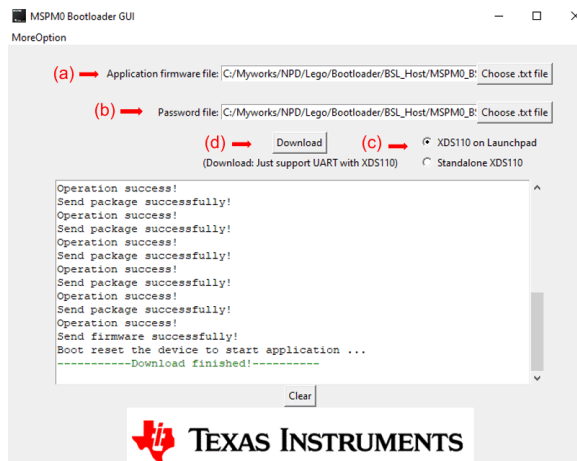 MSPM0 Bootloader GUI
MoreOption
(a) Application firmware file: C:/Myworks/NPD/Lego/Bootloader/BSL_Host/MSPM0_BS Choose .txt file
(b) Password file: C:/Myworks/NPD/Lego/Bootloader/BSL_Host/MSPM0_BS Choose .txt file
(d) Download (c) XDS110 on Launchpad
(Download: Just support UART with XDS110) Standalone XDS110
Operation success!
Send package successfully!
Operation success!
Send package successfully!
Operation success!
Send package successfully!
Operation success!
Send package successfully!
Operation success!
Send package successfully!
Operation success!
Send firmware successfully!
Boot reset the device to start application ...
-----------Download finished!----------
Clear
TEXAS INSTRUMENTS